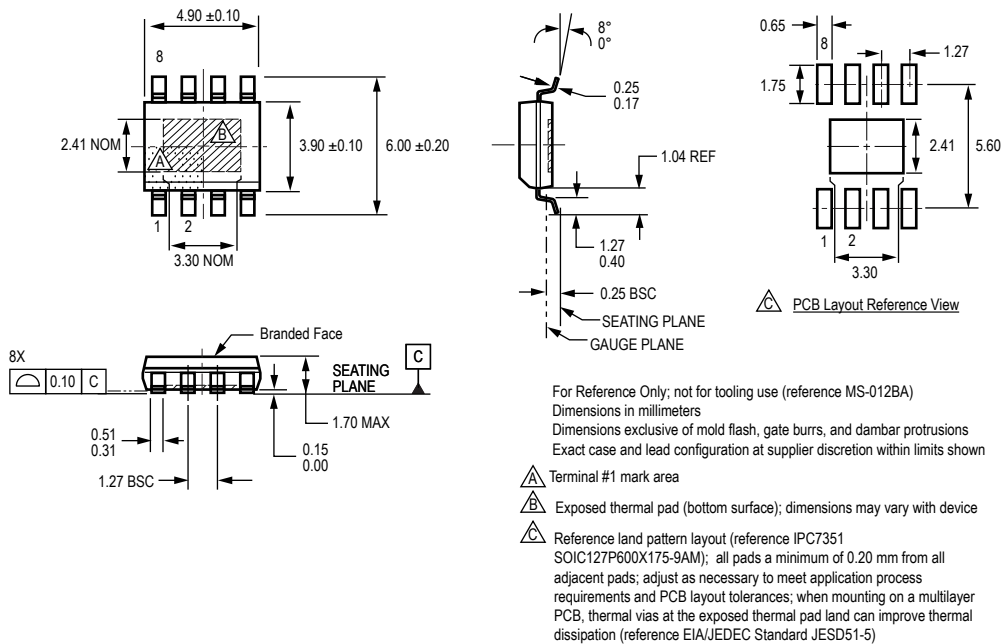 4.90 ±0.10
8
2.41 NOM
A
B
3.90 ±0.10
6.00 ±0.20
1
2
3.30 NOM
8°
0°
0.25
0.17
1.04 REF
1.27
0.40
0.25 BSC
SEATING PLANE
GAUGE PLANE
0.65
8
1.27
1.75
2.41
5.60
1
2
3.30
C PCB Layout Reference View
Branded Face
8X
0.10 C
SEATING
PLANE
C
1.70 MAX
0.51
0.31
0.15
0.00
1.27 BSC
For Reference Only; not for tooling use (reference MS-012BA)
Dimensions in millimeters
Dimensions exclusive of mold flash, gate burrs, and dambar protrusions
Exact case and lead configuration at supplier discretion within limits shown
A Terminal #1 mark area
B Exposed thermal pad (bottom surface); dimensions may vary with device
C Reference land pattern layout (reference IPC7351
SOIC127P600X175-9AM); all pads a minimum of 0.20 mm from all
adjacent pads; adjust as necessary to meet application process
requirements and PCB layout tolerances; when mounting on a multilayer
PCB, thermal vias at the exposed thermal pad land can improve thermal
dissipation (reference EIA/JEDEC Standard JESD51-5)